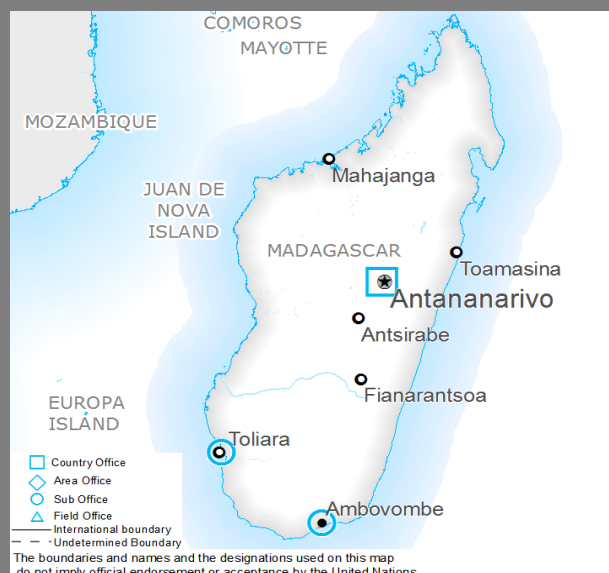 COMOROS
MAYOTTE
MOZAMBIQUE
Mahajanga
JUAN DE
NOVA
ISLAND
MADAGASCAR
Toamasina
Antananarivo
Antsirabe
Fianarantsoa
EUROPA
ISLAND
Toliara
Country Office
Area Office
Sub Office
Field Office
Ambovombe
International boundary
Undetermined Boundary
The boundaries and names and the designations used on this map
do not imply official endorsement or acceptance by the United Nations